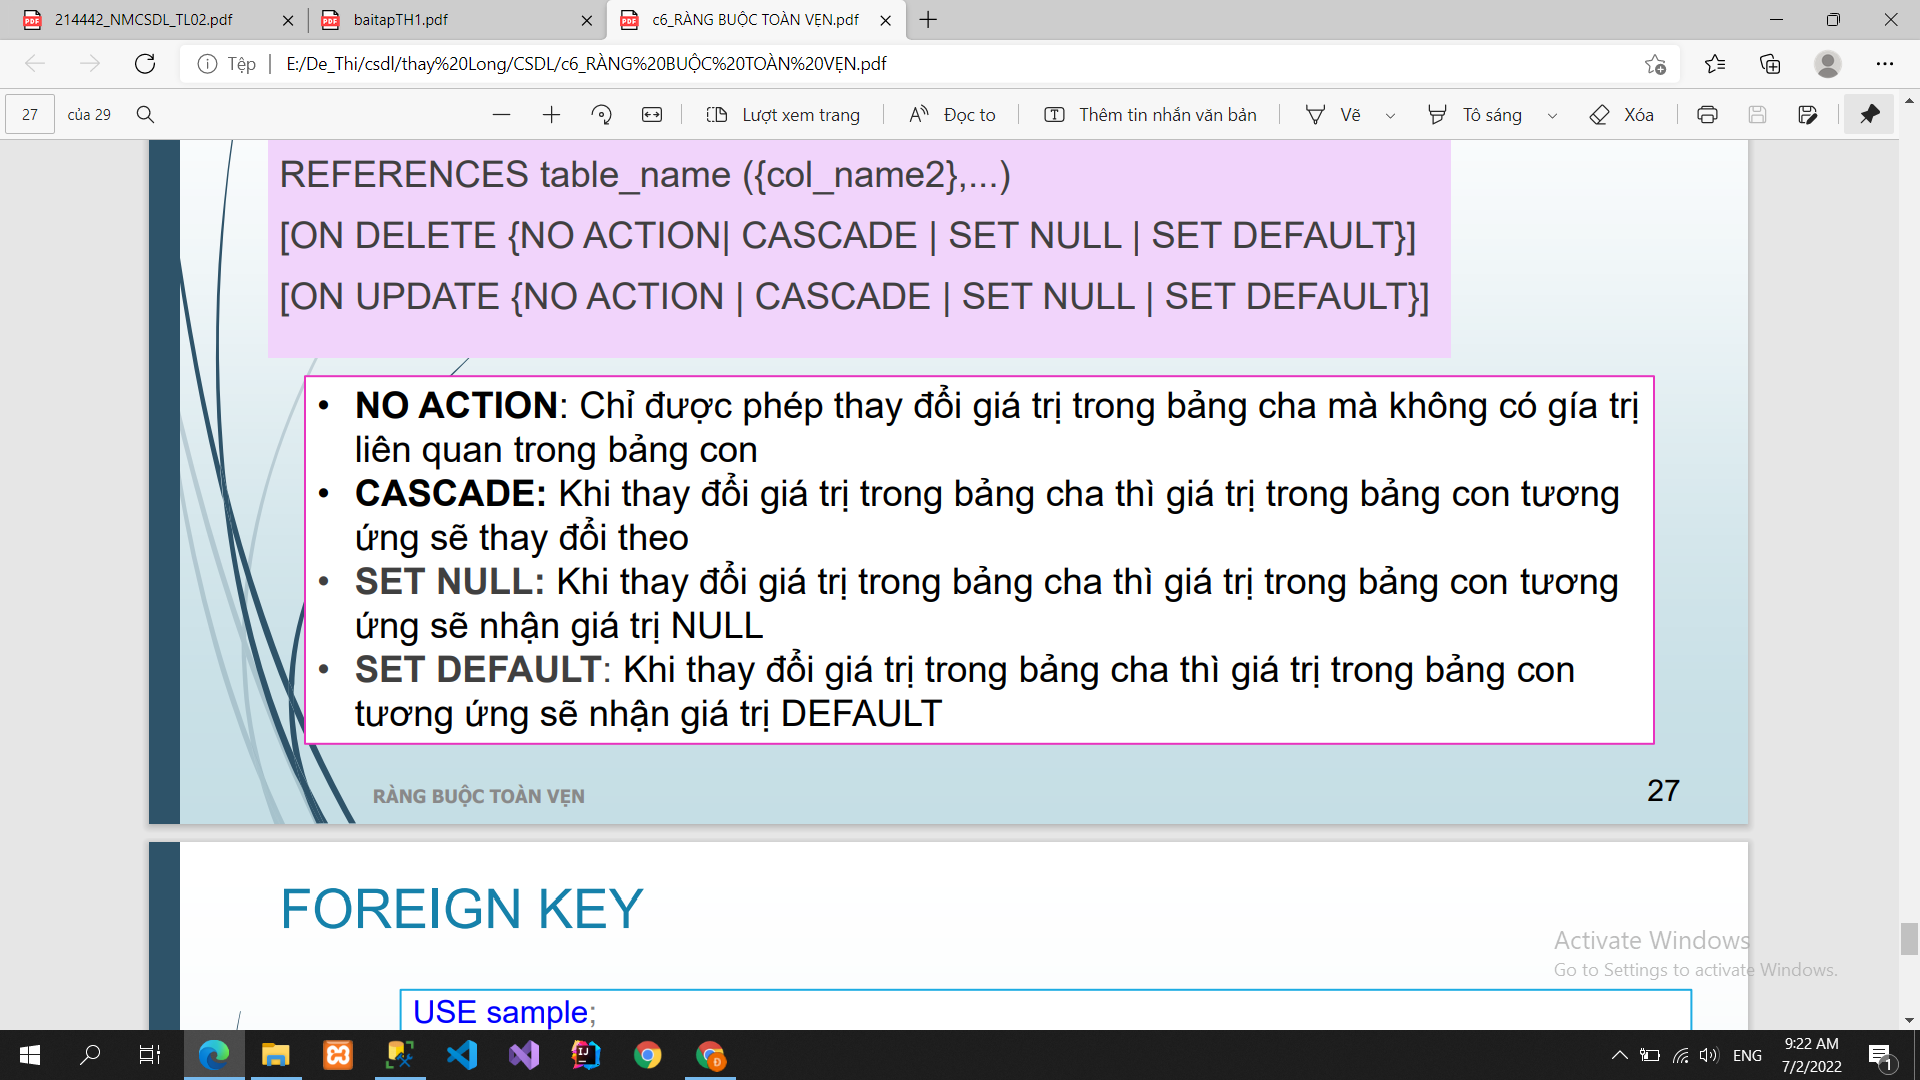 214442_NMCSDL_TL02.pdf
baitapTH1.pdf
c6_RÀNG BUỘC TOÀN VẸN.pdf
Tệp
E:/De_Thi/csdl/thay%20Long/CSDL/c6_RÀNG%20BUỘC%20TOÀN%20VẸN.pdf
27
của 29
Lượt xem trang
Đọc to
Thêm tin nhắn văn bản
Vẽ
Tô sáng
Xóa
REFERENCES table_name ({col_name2},...)
[ON DELETE {NO ACTION| CASCADE | SET NULL | SET DEFAULT}]
[ON UPDATE {NO ACTION | CASCADE | SET NULL | SET DEFAULT}]
• NO ACTION: Chỉ được phép thay đổi giá trị trong bảng cha mà không có gía trị
liên quan trong bảng con
• CASCADE: Khi thay đổi giá trị trong bảng cha thì giá trị trong bảng con tương
ứng sẽ thay đổi theo
• SET NULL: Khi thay đổi giá trị trong bảng cha thì giá trị trong bảng con tương
ứng sẽ nhận giá trị NULL
• SET DEFAULT: Khi thay đổi giá trị trong bảng cha thì giá trị trong bảng con
tương ứng sẽ nhận giá trị DEFAULT
RÀNG BUỘC TOÀN VẸN
27
FOREIGN KEY
USE sample;
Activate Windows
Go to Settings to activate Windows.
ENG
9:22 AM
7/2/2022
1